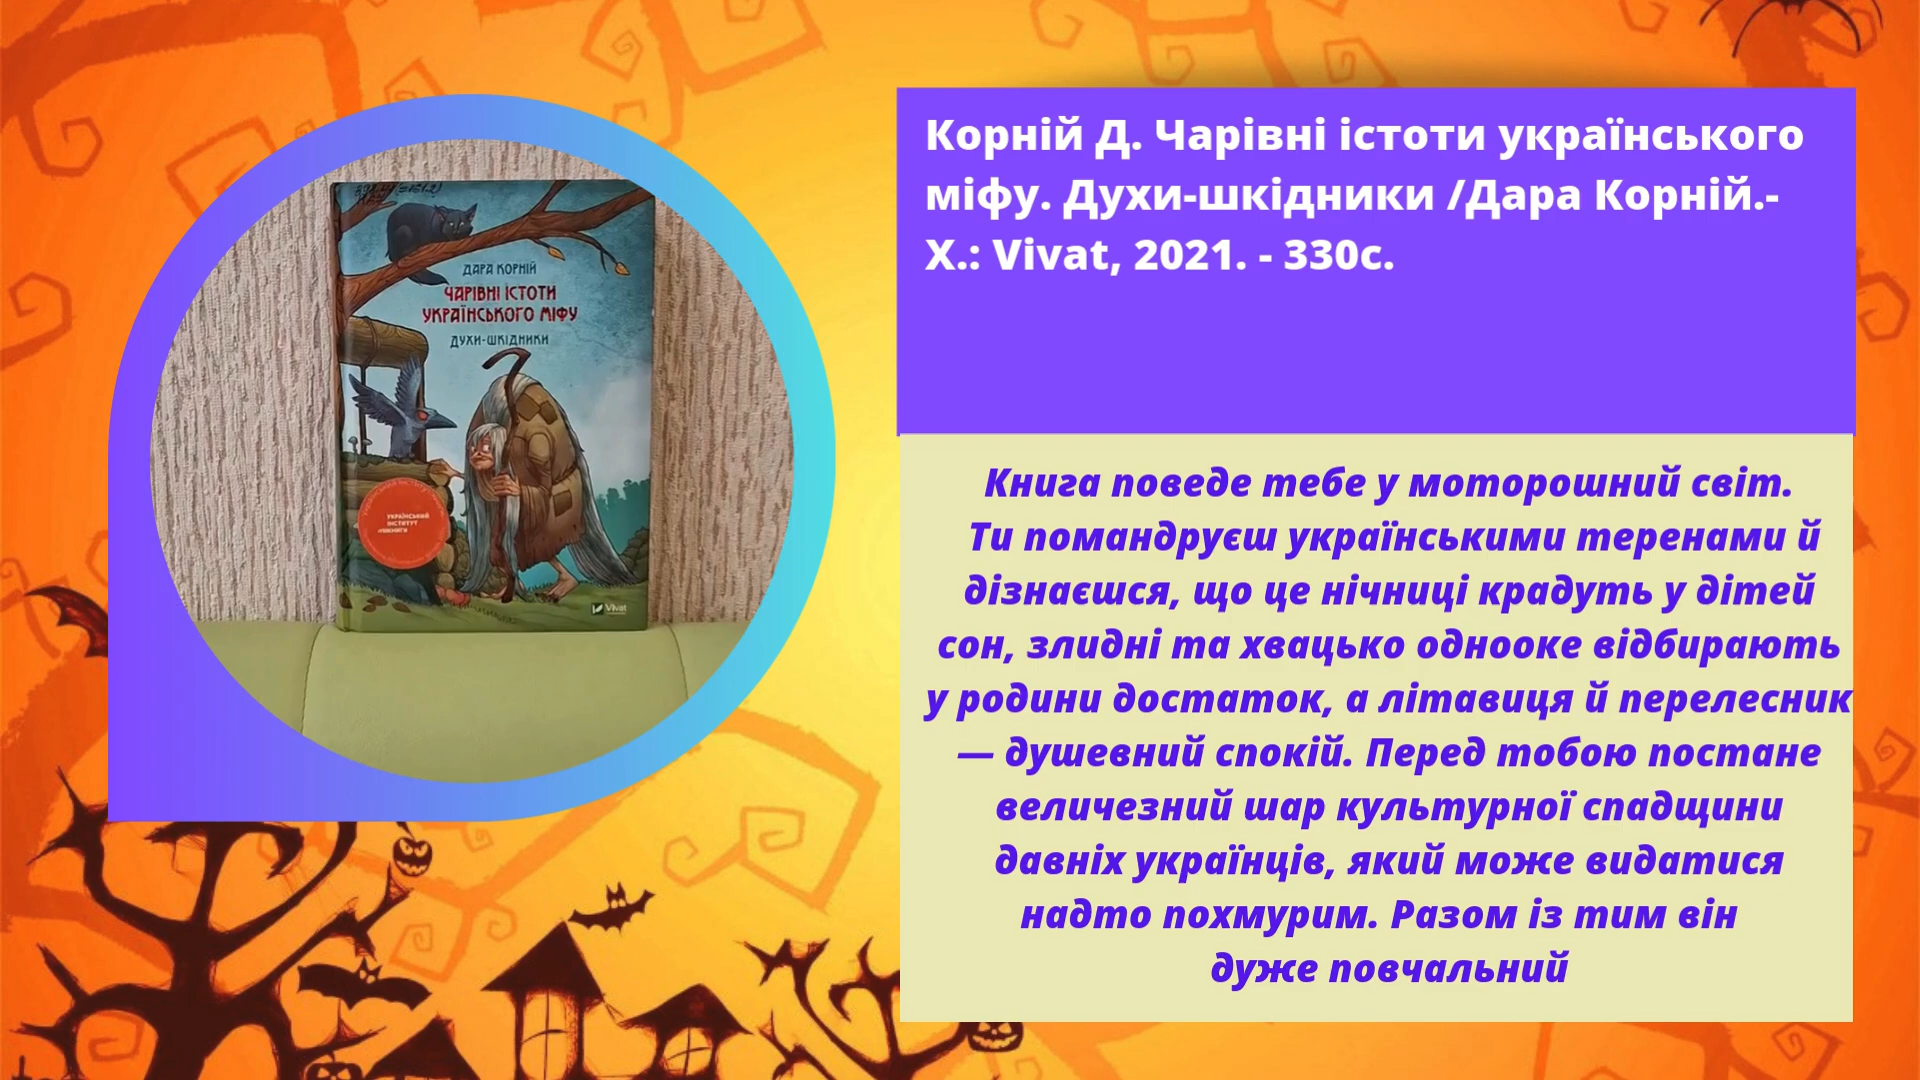 ДАРА КОРНІЙ
ЧАРІВНІ ІСТОТИ
УКРАЇНСЬКОГО МІФУ
ДУХИ-ШКІДНИКИ
УКРАЇНСЬКИЙ
ІНСТИТУТ
Vivat
Корній Д. Чарівні істоти українського
міфу. Духи-шкідники /Дара Корній.-
Х.: Vivat, 2021. - 330с.
Книга поведе тебе у моторошний світ.
Ти помандруєш українськими теренами й
дізнаєшся, що це нічниці крадуть у дітей
сон, злидні та хвацько однооке відбирають
у родини достаток, а літавиця й перелесник
— душевний спокій. Перед тобою постане
величезний шар культурної спадщини
давніх українців, який може видатися
надто похмурим. Разом із тим він
дуже повчальний